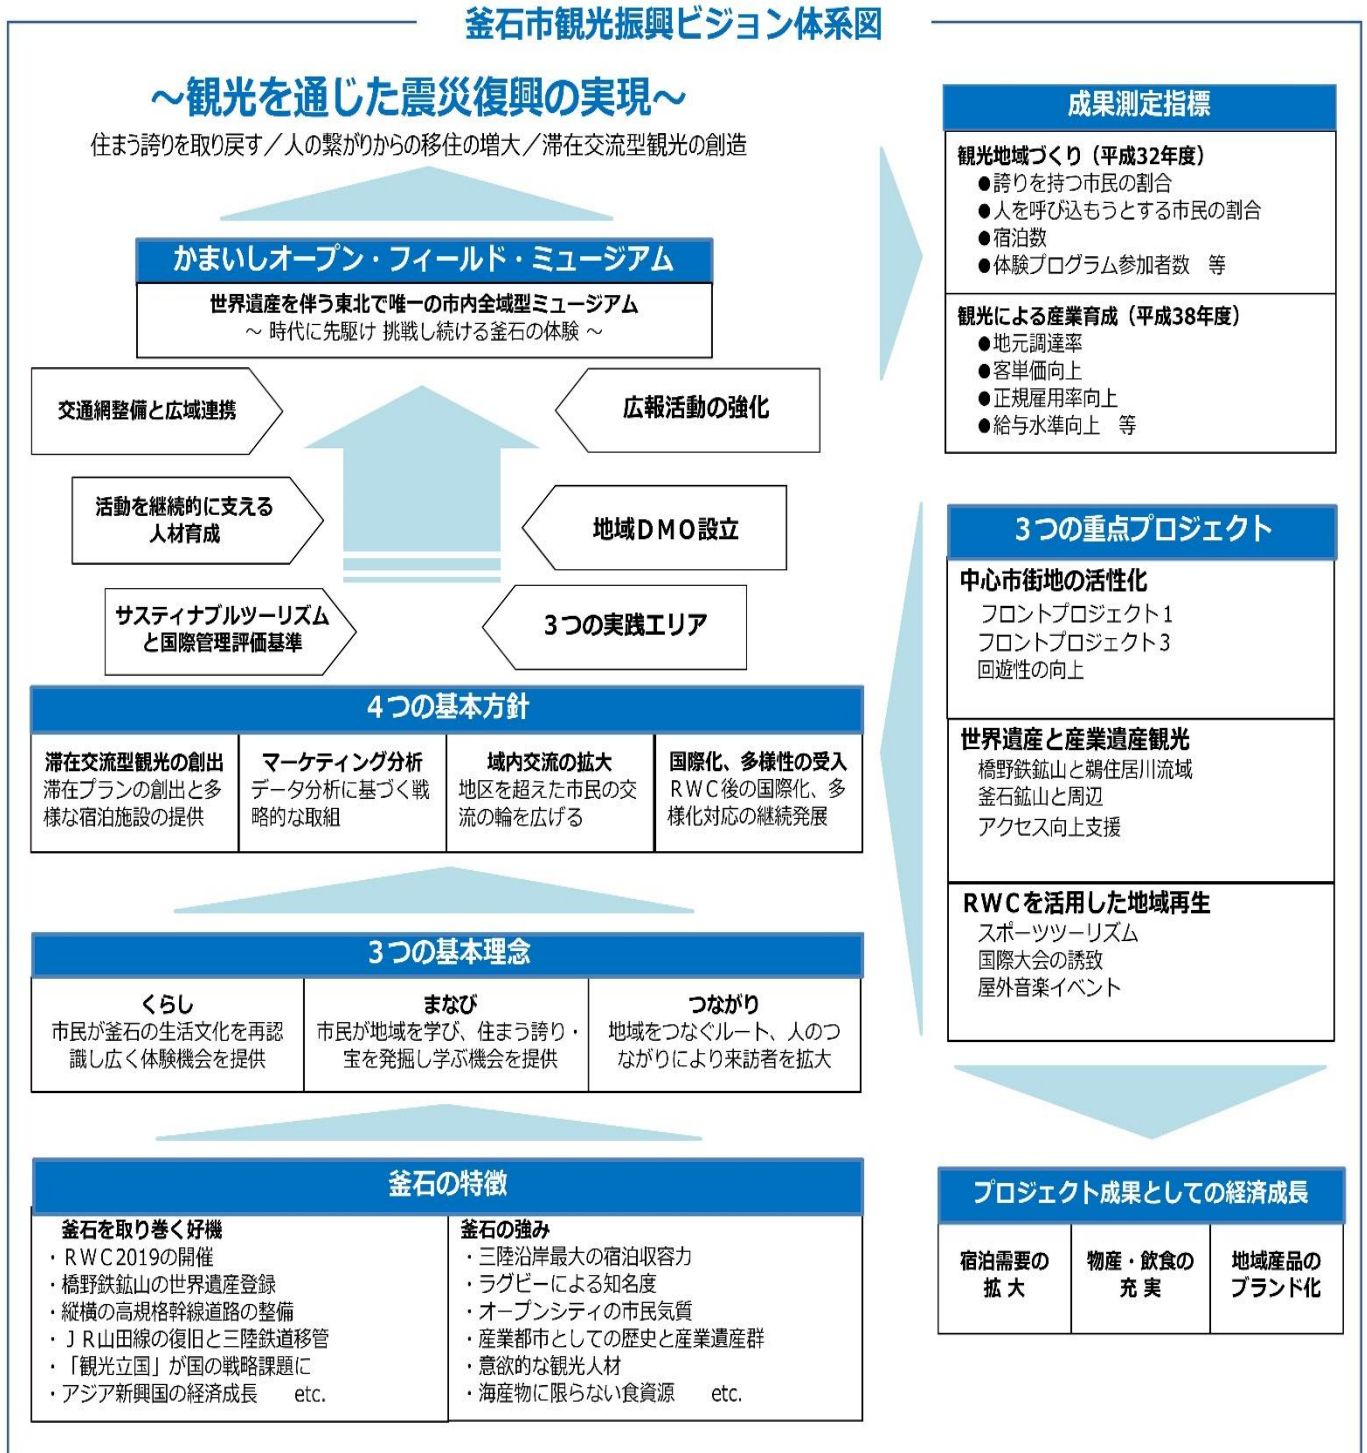 釜石市観光振興ビジョン体系図
～観光を通じた震災復興の実現～
住まう誇りを取り戻す／人の繋がりからの移住の増大／滞在交流型観光の創造
かまいしオープン・フィールド・ミュージアム
世界遺産を伴う東北で唯一の市内全域型ミュージアム
～ 時代に先駆け 挑戦し続ける釜石の体験 ～
交通網整備と広域連携
広報活動の強化
活動を継続的に支える
人材育成
地域DMO設立
サスティナブルツーリズム
と国際管理評価基準
３つの実践エリア
４つの基本方針
滞在交流型観光の創出
滞在プランの創出と多
様な宿泊施設の提供
マーケティング分析
データ分析に基づく戦
略的な取組
域内交流の拡大
地区を超えた市民の交
流の輪を広げる
国際化、多様性の受入
RWC後の国際化、多
様化対応の継続発展
３つの基本理念
くらし
市民が釜石の生活文化を再認
識し広く体験機会を提供
まなび
市民が地域を学び、住まう誇り・
宝を発掘し学ぶ機会を提供
つながり
地域をつなぐルート、人のつ
ながりにより来訪者を拡大
釜石の特徴
釜石を取り巻く好機
・RWC2019の開催
・橋野鉄鉱山の世界遺産登録
・縦横の高規格幹線道路の整備
・ＪＲ山田線の復旧と三陸鉄道移管
・「観光立国」が国の戦略課題に
・アジア新興国の経済成長　etc.
釜石の強み
・三陸沿岸最大の宿泊収容力
・ラグビーによる知名度
・オープンシティの市民気質
・産業都市としての歴史と産業遺産群
・意欲的な観光人材
・海産物に限らない食資源　etc.
成果測定指標
観光地域づくり（平成32年度）
●誇りを持つ市民の割合
●人を呼び込もうとする市民の割合
●宿泊数
●体験プログラム参加者数　等
観光による産業育成（平成38年度）
●地元調達率
●客単価向上
●正規雇用率向上
●給与水準向上　等
３つの重点プロジェクト
中心市街地の活性化
フロントプロジェクト１
フロントプロジェクト３
回遊性の向上
世界遺産と産業遺産観光
橋野鉄鉱山と鵜住居川流域
釜石鉱山と周辺
アクセス向上支援
RWCを活用した地域再生
スポーツツーリズム
国際大会の誘致
屋外音楽イベント
プロジェクト成果としての経済成長
宿泊需要の
拡 大
物産・飲食の
充 実
地域産品の
ブランド化